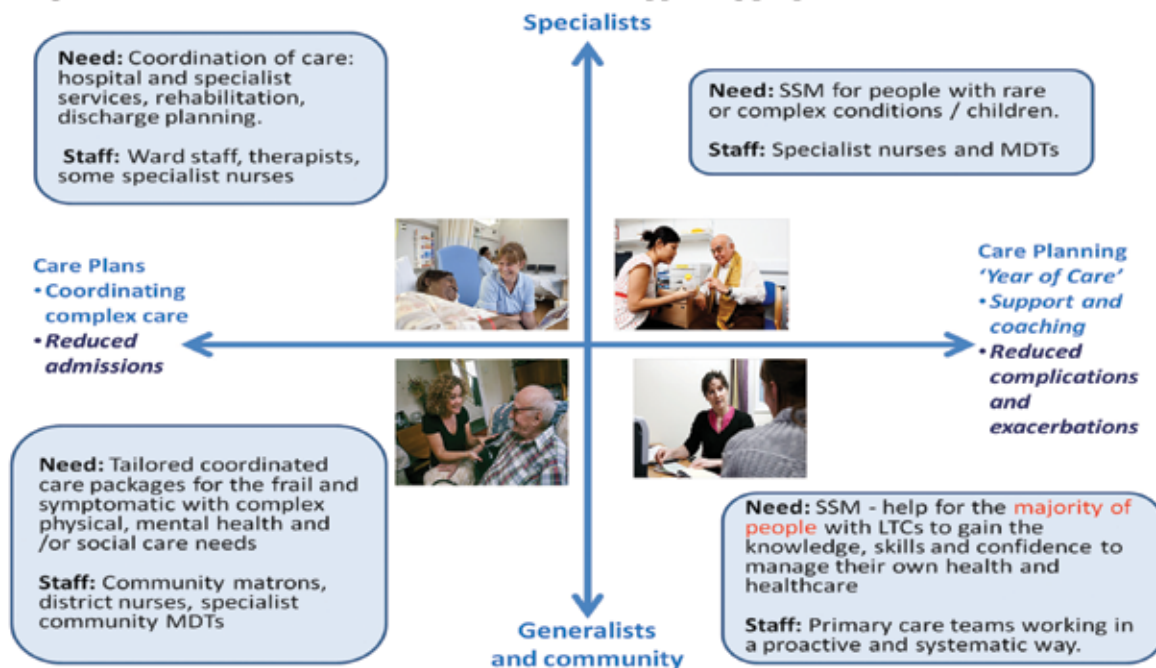 Specialists
Need: Coordination of care:
hospital and specialist
services, rehabilitation,
discharge planning.
Staff: Ward staff, therapists,
some specialist nurses
Need: SSM for people with rare
or complex conditions / children.
Staff: Specialist nurses and MDTs
Care Plans
•Coordinating
complex care
•Reduced
admissions
Care Planning
‘Year of Care’
•Support and
coaching
•Reduced
complications
and
exacerbations
Need: Tailored coordinated
care packages for the frail and
symptomatic with complex
physical, mental health and
/or social care needs
Staff: Community matrons,
district nurses, specialist
community MDTs
Need: SSM - help for the majority of
people with LTCs to gain the
knowledge, skills and confidence to
manage their own health and
healthcare
Staff: Primary care teams working in
a proactive and systematic way.
Generalists
and community